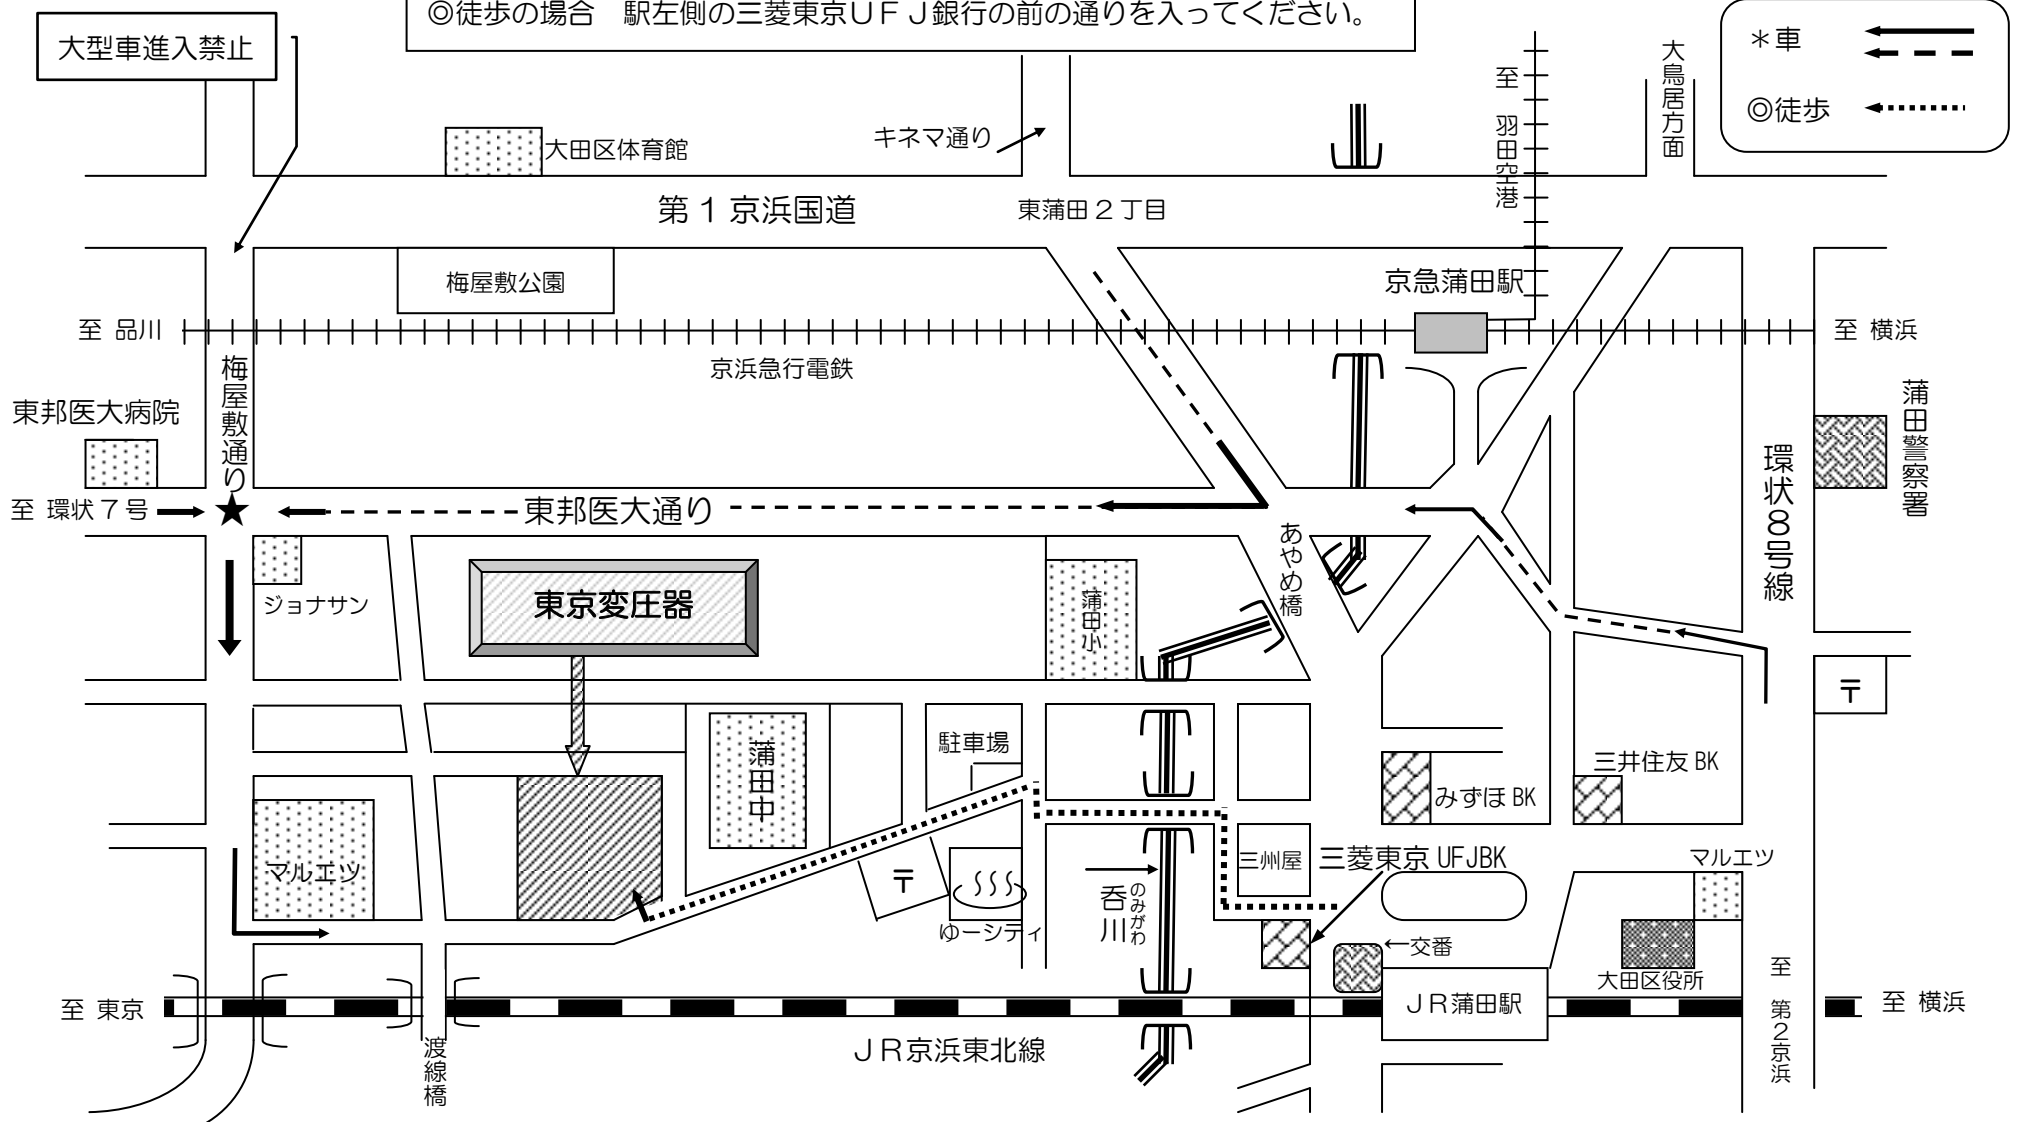 ◎徒歩の場合　駅左側の三菱東京ＵＦＪ銀行の前の通りを入ってください。
大型車進入禁止
＊車
◎徒歩
至 羽田空港
大鳥居方面
大田区体育館
キネマ通り
第１京浜国道
東蒲田２丁目
梅屋敷公園
京急蒲田駅
至 品川
至 横浜
京浜急行電鉄
梅屋敷通り
東邦医大病院
蒲田警察署
環状８号線
至 環状７号
★
東邦医大通り
あやめ橋
ジョナサン
東京変圧器
蒲田小
〒
蒲田中
駐車場
三井住友 BK
みずほ BK
マルエツ
三州屋
三菱東京 UFJBK
マルエツ
〒
呑川
のみがわ
ゆーシティ
←交番
大田区役所
至 第２京浜
至 東京
ＪＲ蒲田駅
至 横浜
ＪＲ京浜東北線
渡線橋